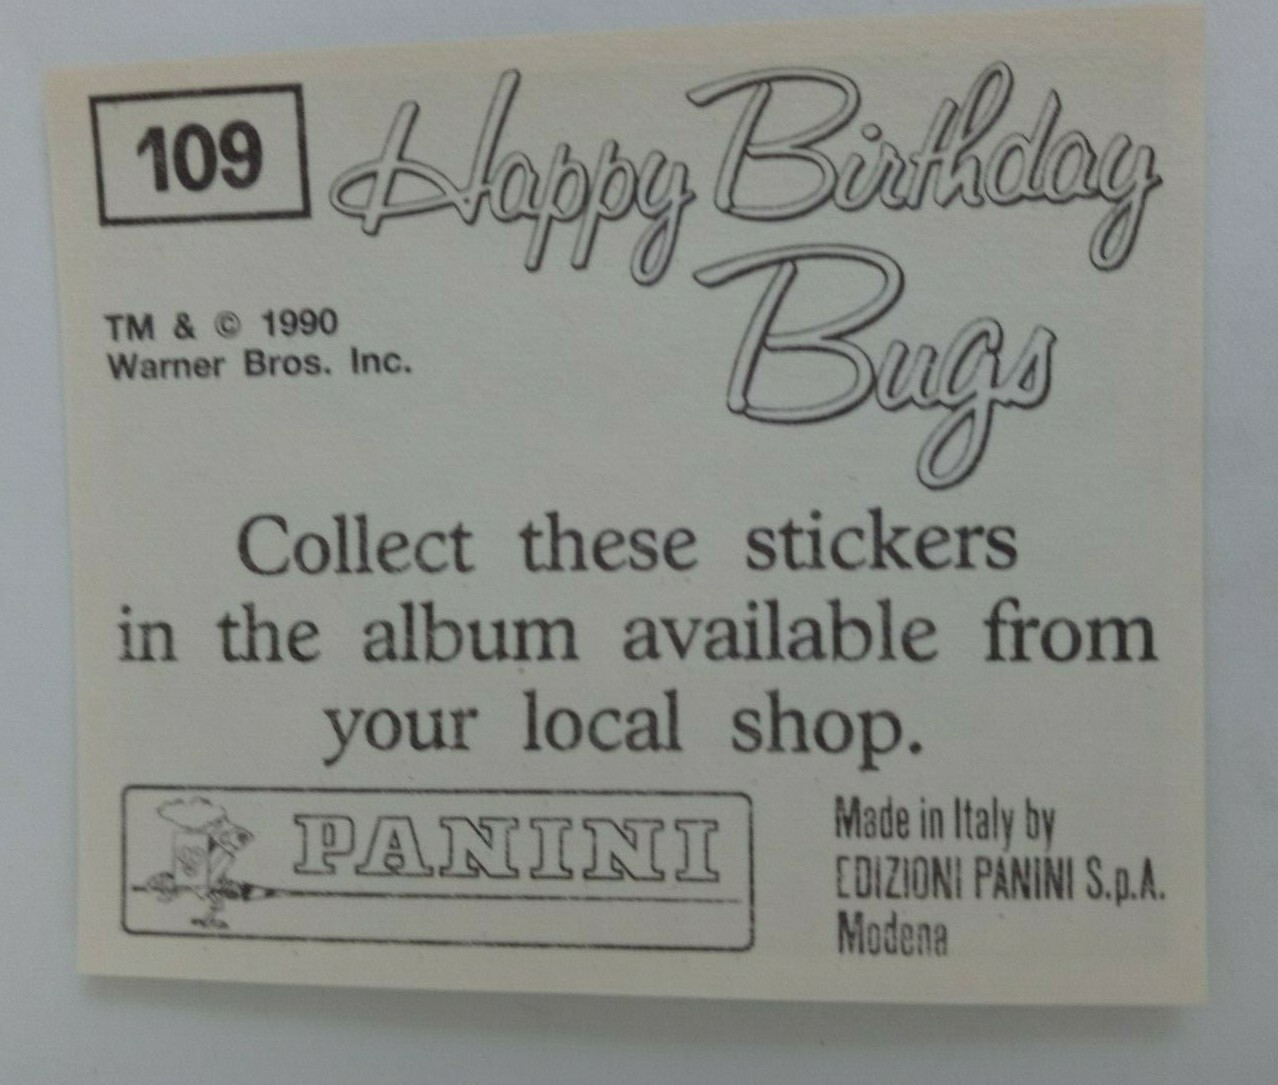 109
Happy Birthday
Bugs
TM & © 1990
Warner Bros. Inc.
Collect these stickers
in the album available from
your local shop.
PANINI
Made in Italy by
EDIZIONI PANINI S.p.A.
Modena